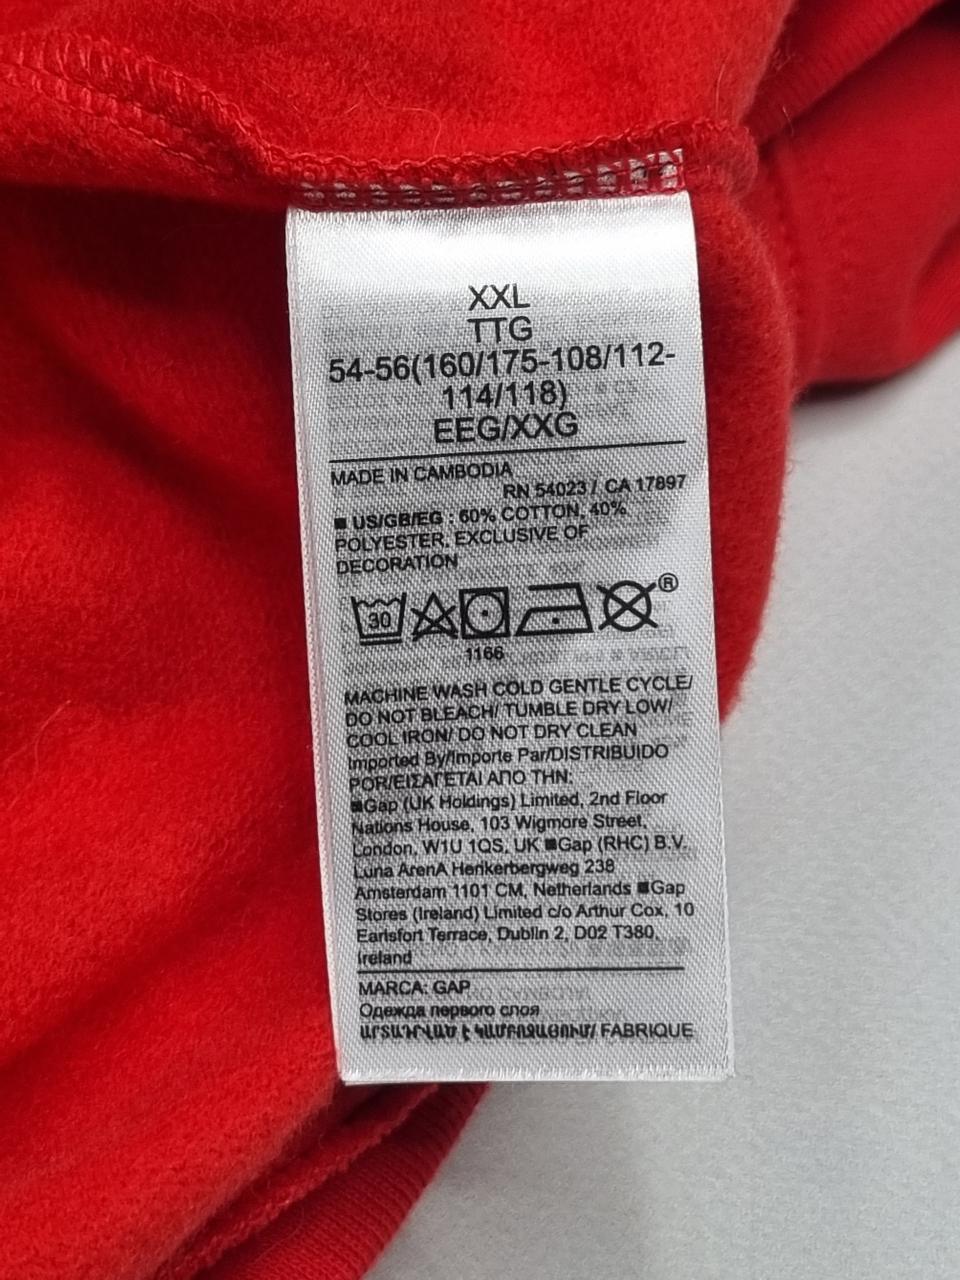 XXL
TTG
54-56(160/175-108/112-
114/118)
EEG/XXG
MADE IN CAMBODIA
RN 54023 / CA 17897
■ US/GB/EG : 60% COTTON, 40%
POLYESTER, EXCLUSIVE OF
DECORATION
30
®
1166
MACHINE WASH COLD GENTLE CYCLE/
DO NOT BLEACH/ TUMBLE DRY LOW/
COOL IRON/ DO NOT DRY CLEAN
Imported By/Importe Par/DISTRIBUIDO
POR/ΕΙΣΑΓΕΤΑΙ ΑΠΟ ΤΗΝ:
■Gap (UK Holdings) Limited, 2nd Floor
Nations House, 103 Wigmore Street,
London, W1U 1QS, UK ■Gap (RHC) B.V.
Luna ArenA Herikerbergweg 238
Amsterdam 1101 CM, Netherlands ■Gap
Stores (Ireland) Limited c/o Arthur Cox, 10
Earlsfort Terrace, Dublin 2, D02 T380,
Ireland
MARCA: GAP
Одежда первого слоя
ԱՐՏԱԴՐՎԱԾ Է ԿԱՄԲՈՋԱՅՈՒՄ/ FABRIQUE